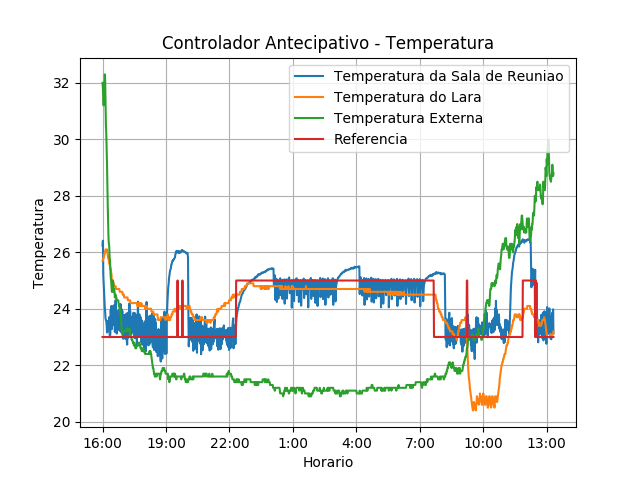 Controlador Antecipativo - Temperatura
Temperatura da Sala de Reuniao
Temperatura do Lara
Temperatura Externa
Referencia
Temperatura
32
30
28
26
24
22
20
16:00 19:00 22:00 1:00 4:00 7:00 10:00 13:00
Horario